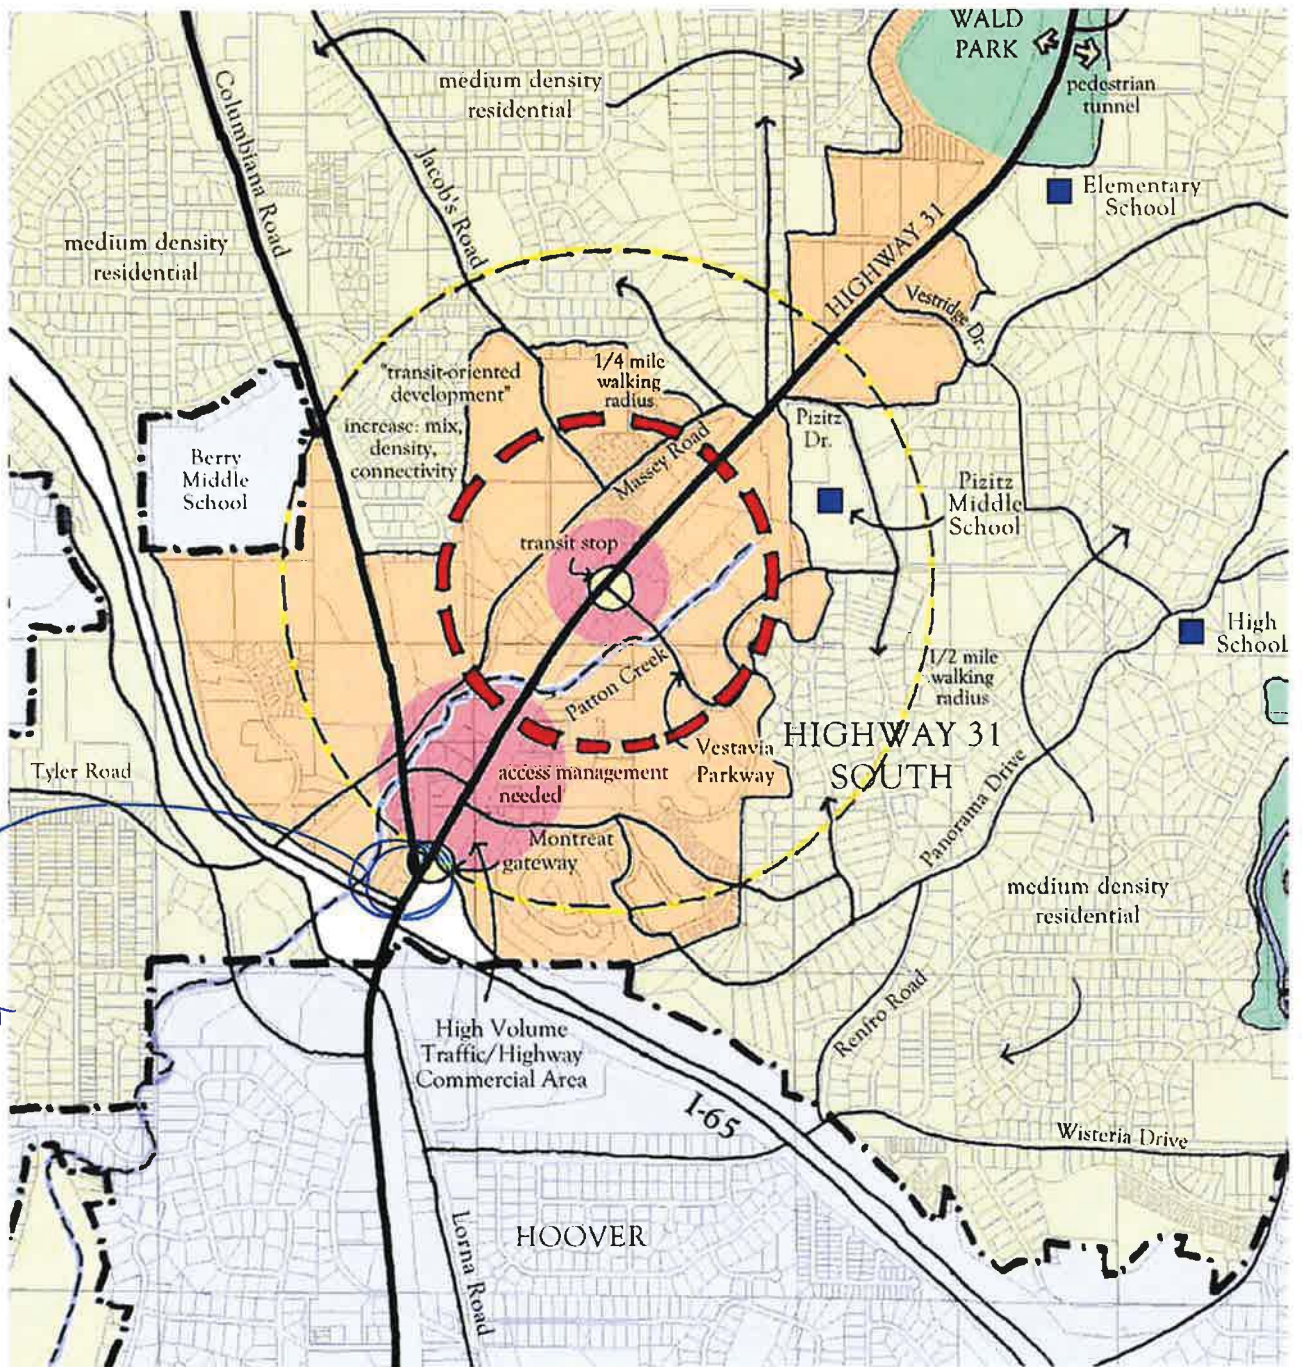 WALD
PARK
pedestrian
tunnel
medium density
residential
Columbiana Road
Jacob's Road
Elementary
School
medium density
residential
HIGHWAY 31
Vestridge Dr.
"transit-oriented
development"
increase: mix,
density,
connectivity
1/4 mile
walking
radius
Pizitz
Dr.
Massey Road
Berry
Middle
School
Pizitz
Middle
School
transit stop
High
School
1/2 mile
walking
radius
Patton Creek
HIGHWAY 31
SOUTH
Vestavia
Parkway
Tyler Road
access management
needed
Panorama Drive
Montreat
gateway
medium density
residential
Renfro Road
High Volume
Traffic/Highway
Commercial Area
I-65
Wisteria Drive
HOOVER
Lorna Road